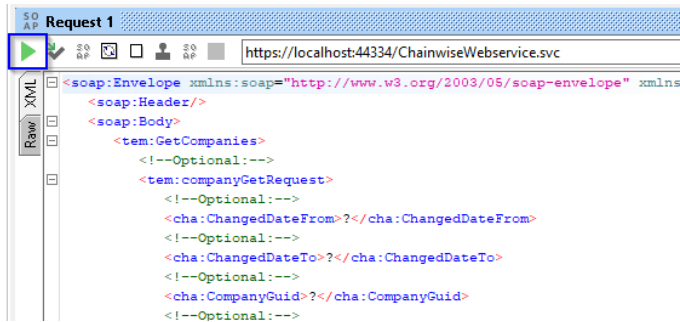 SO
AP Request 1
SO
AP
SO
AP
https://localhost:44334/ChainwiseWebservice.svc
XML
Raw
<soap:Envelope xmlns:soap="http://www.w3.org/2003/05/soap-envelope" xmlns
<soap:Header/>
<soap:Body>
<tem:GetCompanies>
<!--Optional:-->
<tem:companyGetRequest>
<!--Optional:-->
<cha:ChangedDateFrom>?</cha:ChangedDateFrom>
<!--Optional:-->
<cha:ChangedDateTo>?</cha:ChangedDateTo>
<!--Optional:-->
<cha:CompanyGuid>?</cha:CompanyGuid>
<!--Optional:-->